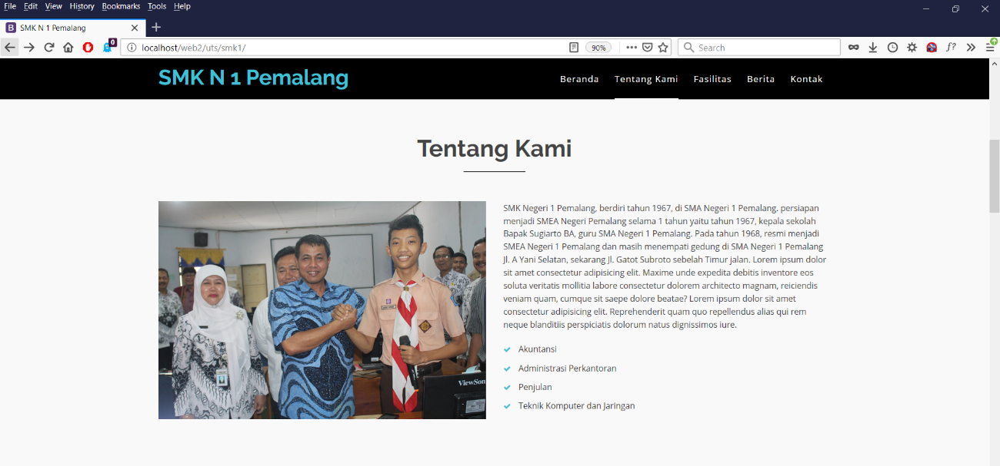 File Edit View History Bookmarks Tools Help
B SMK N 1 Pemalang
0
localhost/web2/uts/smk1/
90%
Search
f?
SMK N 1 Pemalang
Beranda Tentang Kami Fasilitas Berita Kontak
Tentang Kami
SMK Negeri 1 Pemalang, berdiri tahun 1967, di SMA Negeri 1 Pemalang. persiapan
menjadi SMEA Negeri Pemalang selama 1 tahun yaitu tahun 1967, kepala sekolah
Bapak Sugiarto BA, guru SMA Negeri 1 Pemalang. Pada tahun 1968, resmi menjadi
SMEA Negeri 1 Pemalang dan masih menempati gedung di SMA Negeri 1 Pemalang
Jl. A Yani Selatan, sekarang Jl. Gatot Subroto sebelah Timur jalan. Lorem ipsum dolor
sit amet consectetur adipisicing elit. Maxime unde expedita debitis inventore eos
soluta veritatis mollitia labore consectetur dolorem architecto magnam, reiciendis
veniam quam, cumque sit saepe dolore beatae? Lorem ipsum dolor sit amet
consectetur adipisicing elit. Reprehenderit quam quo repellendus alias qui rem
neque blanditiis perspiciatis dolorum natus dignissimos iure.
Akuntansi
Administrasi Perkantoran
Penjulan
Teknik Komputer dan Jaringan
ViewSon